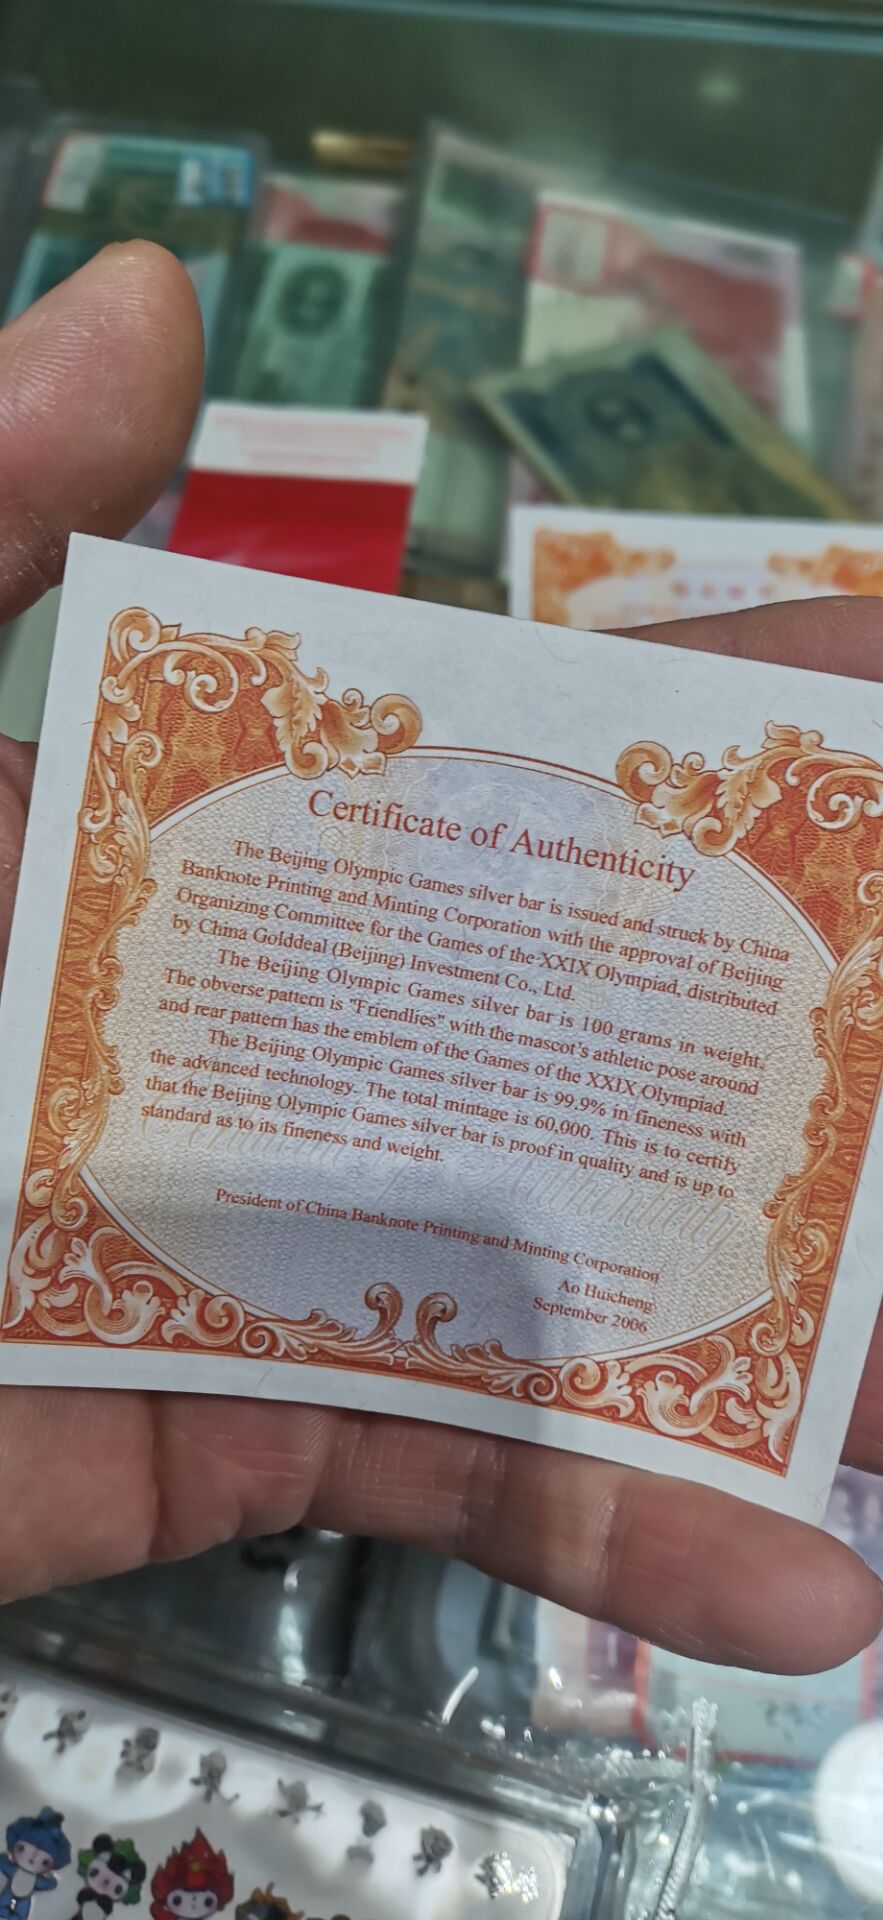 Certificate of Authenticity
The Beijing Olympic Games silver bar is issued and struck by China
Banknote Printing and Minting Corporation with the approval of Beijing
Organizing Committee for the Games of the XXIX Olympiad, distributed
by China Golddeal (Beijing) Investment Co., Ltd.
The Beijing Olympic Games silver bar is 100 grams in weight.
The obverse pattern is "Friendlies" with the mascot's athletic pose around
and rear pattern has the emblem of the Games of the XXIX Olympiad.
The Beijing Olympic Games silver bar is 99.9% in fineness with
the advanced technology. The total mintage is 60,000. This is to certify
that the Beijing Olympic Games silver bar is proof in quality and is up to
standard as to its fineness and weight.
President of China Banknote Printing and Minting Corporation
Ao Huicheng
September 2006